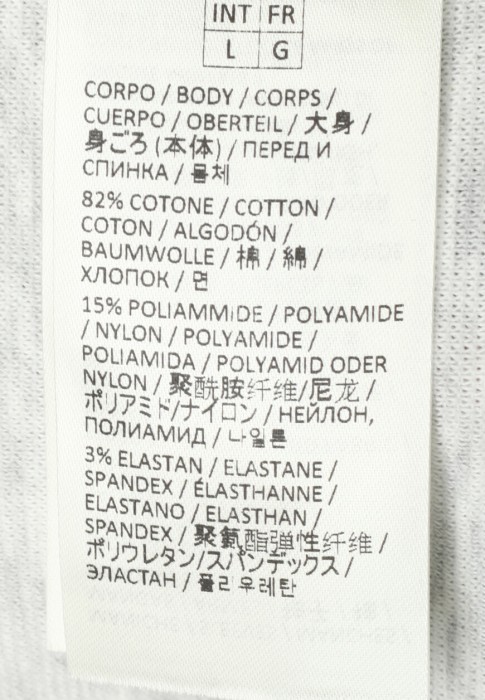 INT FR
L G
CORPO / BODY / CORPS /
CUERPO / OBERTEIL / 大身 /
身ごろ (本体) / ПЕРЕД И
СПИНКА / 몸체
82% COTONE / COTTON /
COTON / ALGODÓN /
BAUMWOLLE / 棉 / 綿 /
ХЛОПОК / 면
15% POLIAMMIDE / POLYAMIDE
/ NYLON / POLYAMIDE /
POLIAMIDA / POLYAMID ODER
NYLON / 聚酰胺纤维/尼龙 /
ポリアミド/ナイロン / НЕЙЛОН,
ПОЛИАМИД / 나일론
3% ELASTAN / ELASTANE /
SPANDEX / ÉLASTHANNE /
ELASTANO / ELASTHAN /
SPANDEX / 聚氨酯弹性纤维 /
ポリウレタン/スパンデックス /
ЭЛАСТАН / 폴리우레탄